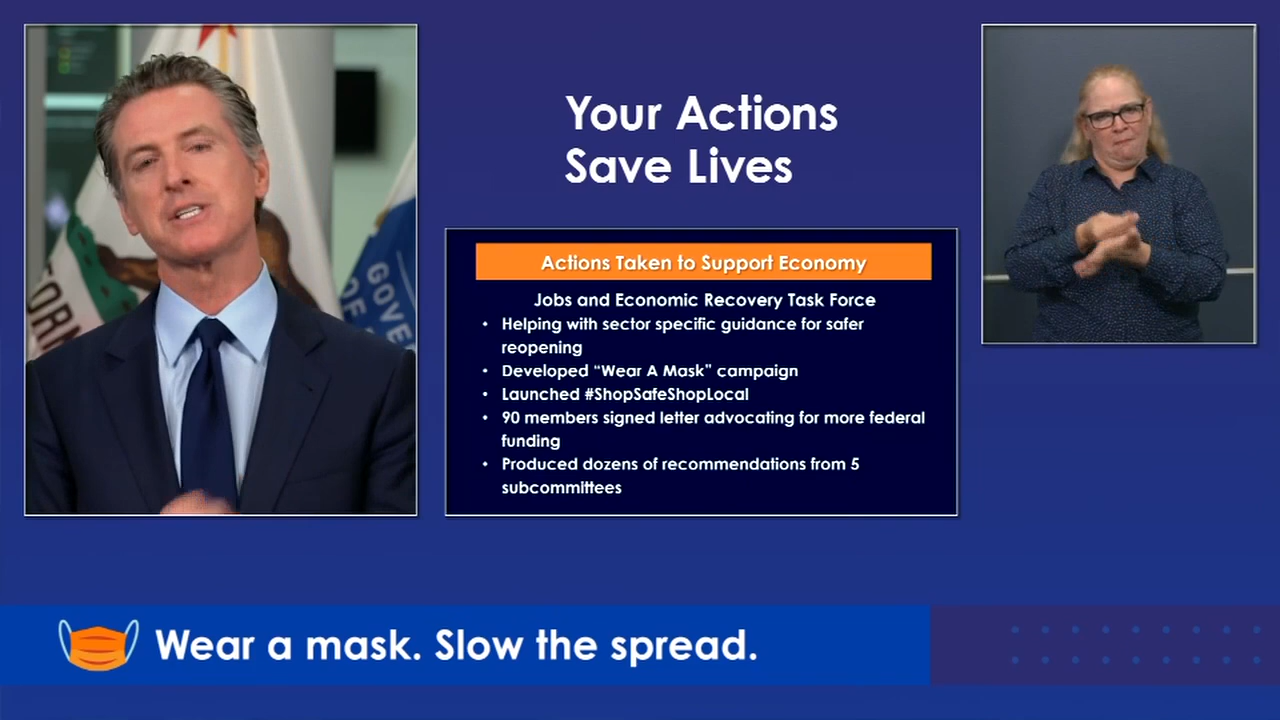 Your Actions
Save Lives
Actions Taken to Support Economy
Jobs and Economic Recovery Task Force
• Helping with sector specific guidance for safer
reopening
• Developed “Wear A Mask” campaign
• Launched #ShopSafeShopLocal
• 90 members signed letter advocating for more federal
funding
• Produced dozens of recommendations from 5
subcommittees
Wear a mask. Slow the spread.